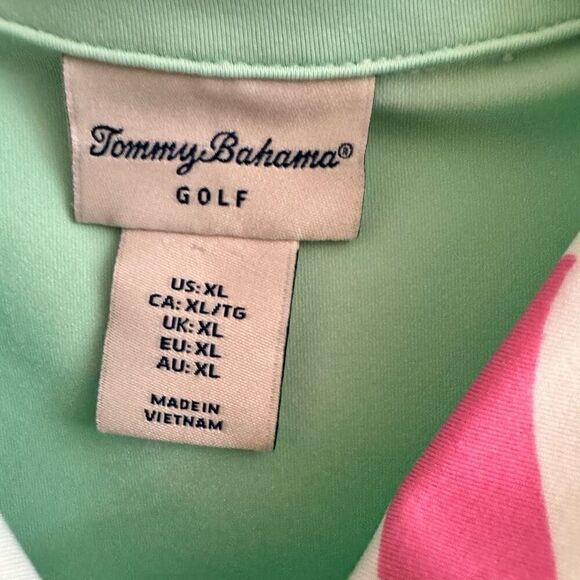 Tommy Bahama®
GOLF
US: XL
CA: XL/TG
UK: XL
EU: XL
AU: XL
MADE IN
VIETNAM